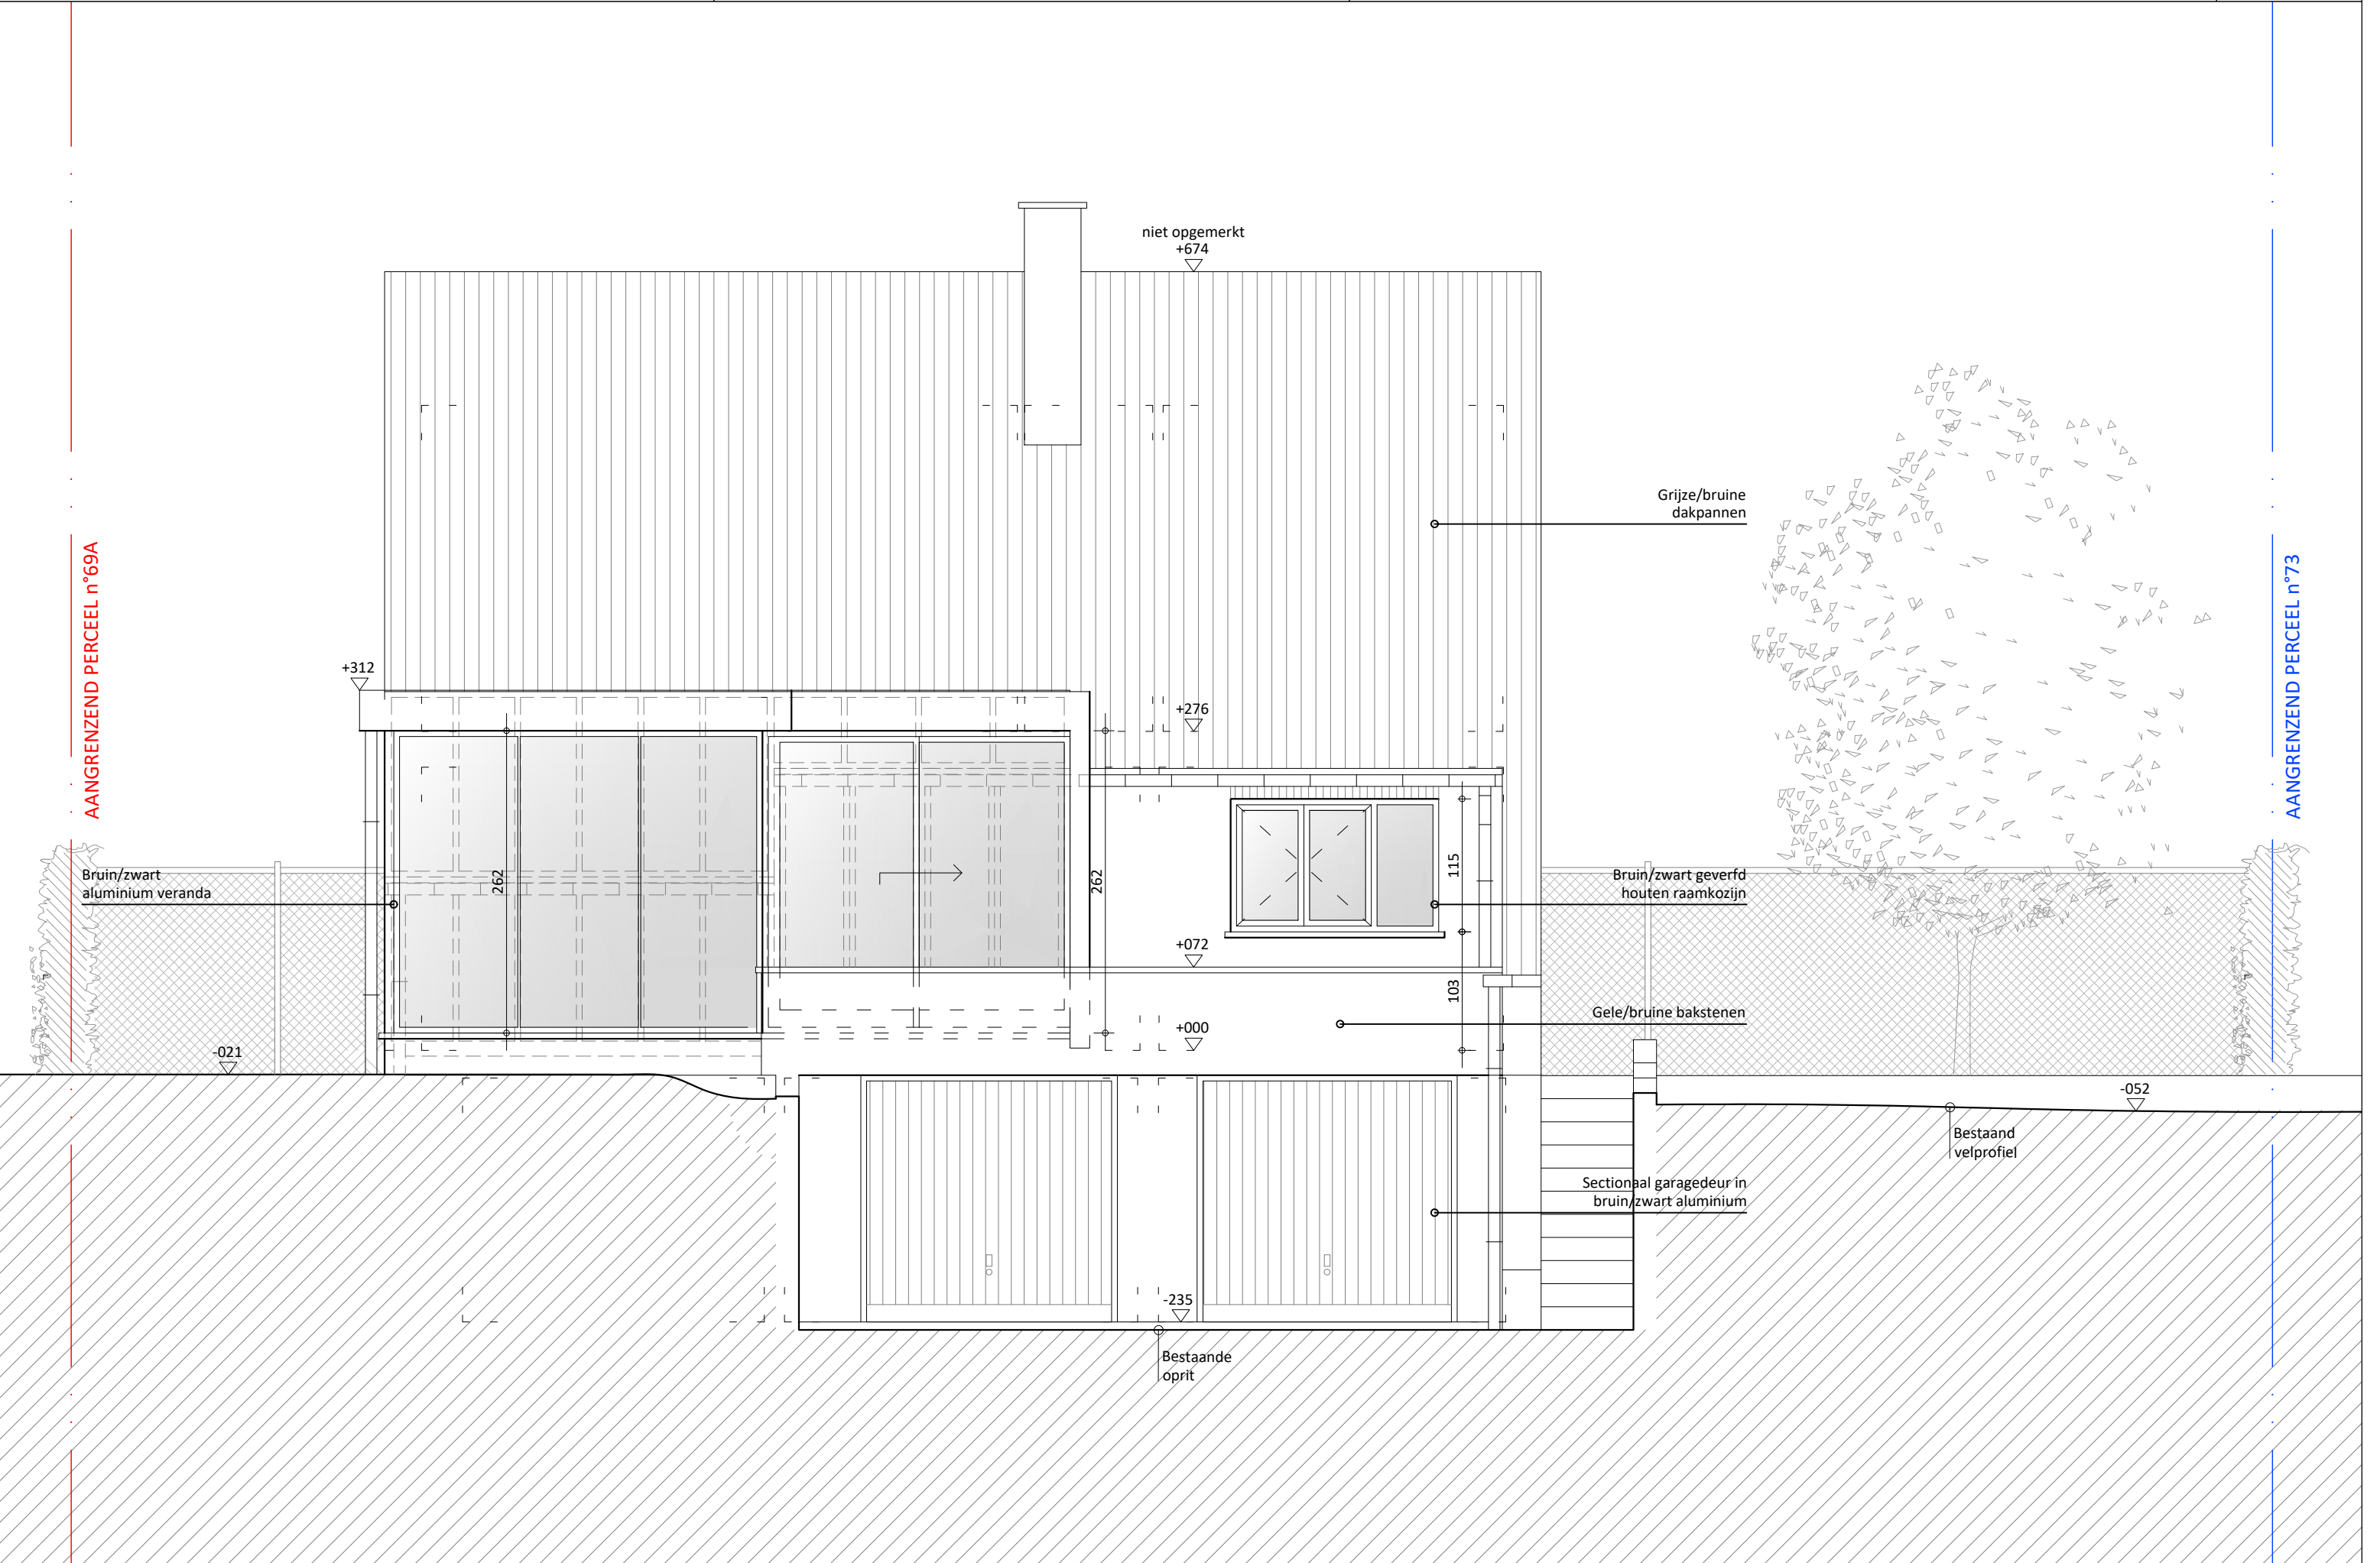 niet opgemerkt
+674
Grijze/bruine
dakpannen
AANGRENZEND PERCEEL n°69A
AANGRENZEND PERCEEL n°73
+312
+276
Bruin/zwart
aluminium veranda
262
262
115
Bruin/zwart geverfd
houten raamkozijn
+072
103
Gele/bruine bakstenen
+000
-021
-052
Bestaand
velprofiel
Sectionaal garagedeur in
bruin/zwart aluminium
-235
Bestaande
oprit